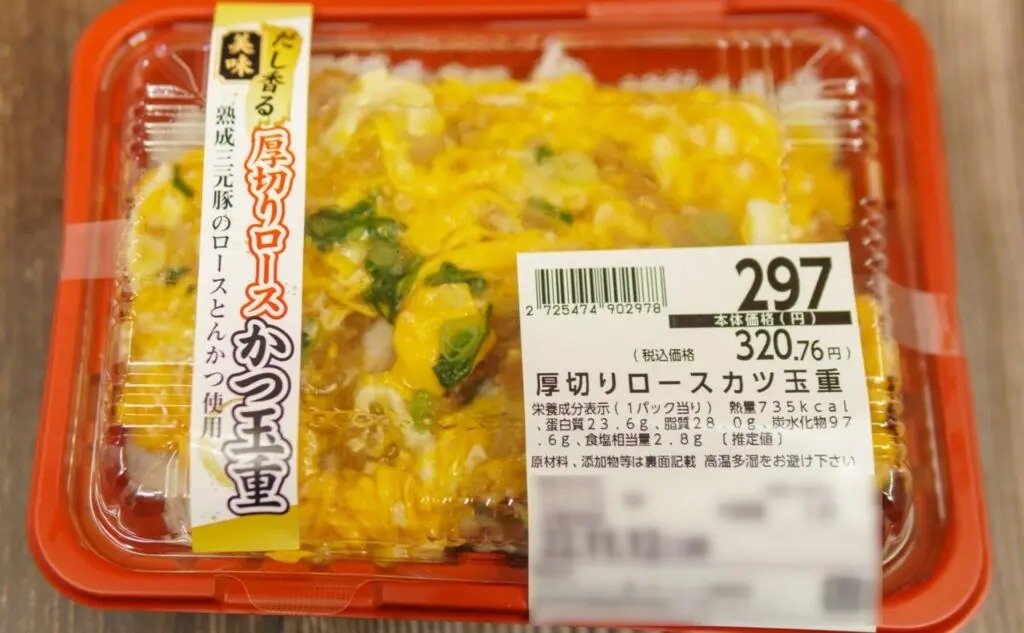 美味
だし香る
厚切りロース
かつ玉重
熟成三元豚のロースとんかつ使用
297
本体価格(円)
2 725474 902978
(税込価格 320.76円)
厚切りロースカツ玉重
栄養成分表示(1パック当り) 熱量735kcal
、蛋白質23.6g、脂質28.0g、炭水化物97
.6g、食塩相当量2.8g 〔推定値〕
原材料、添加物等は裏面記載 高温多湿をお避け下さい